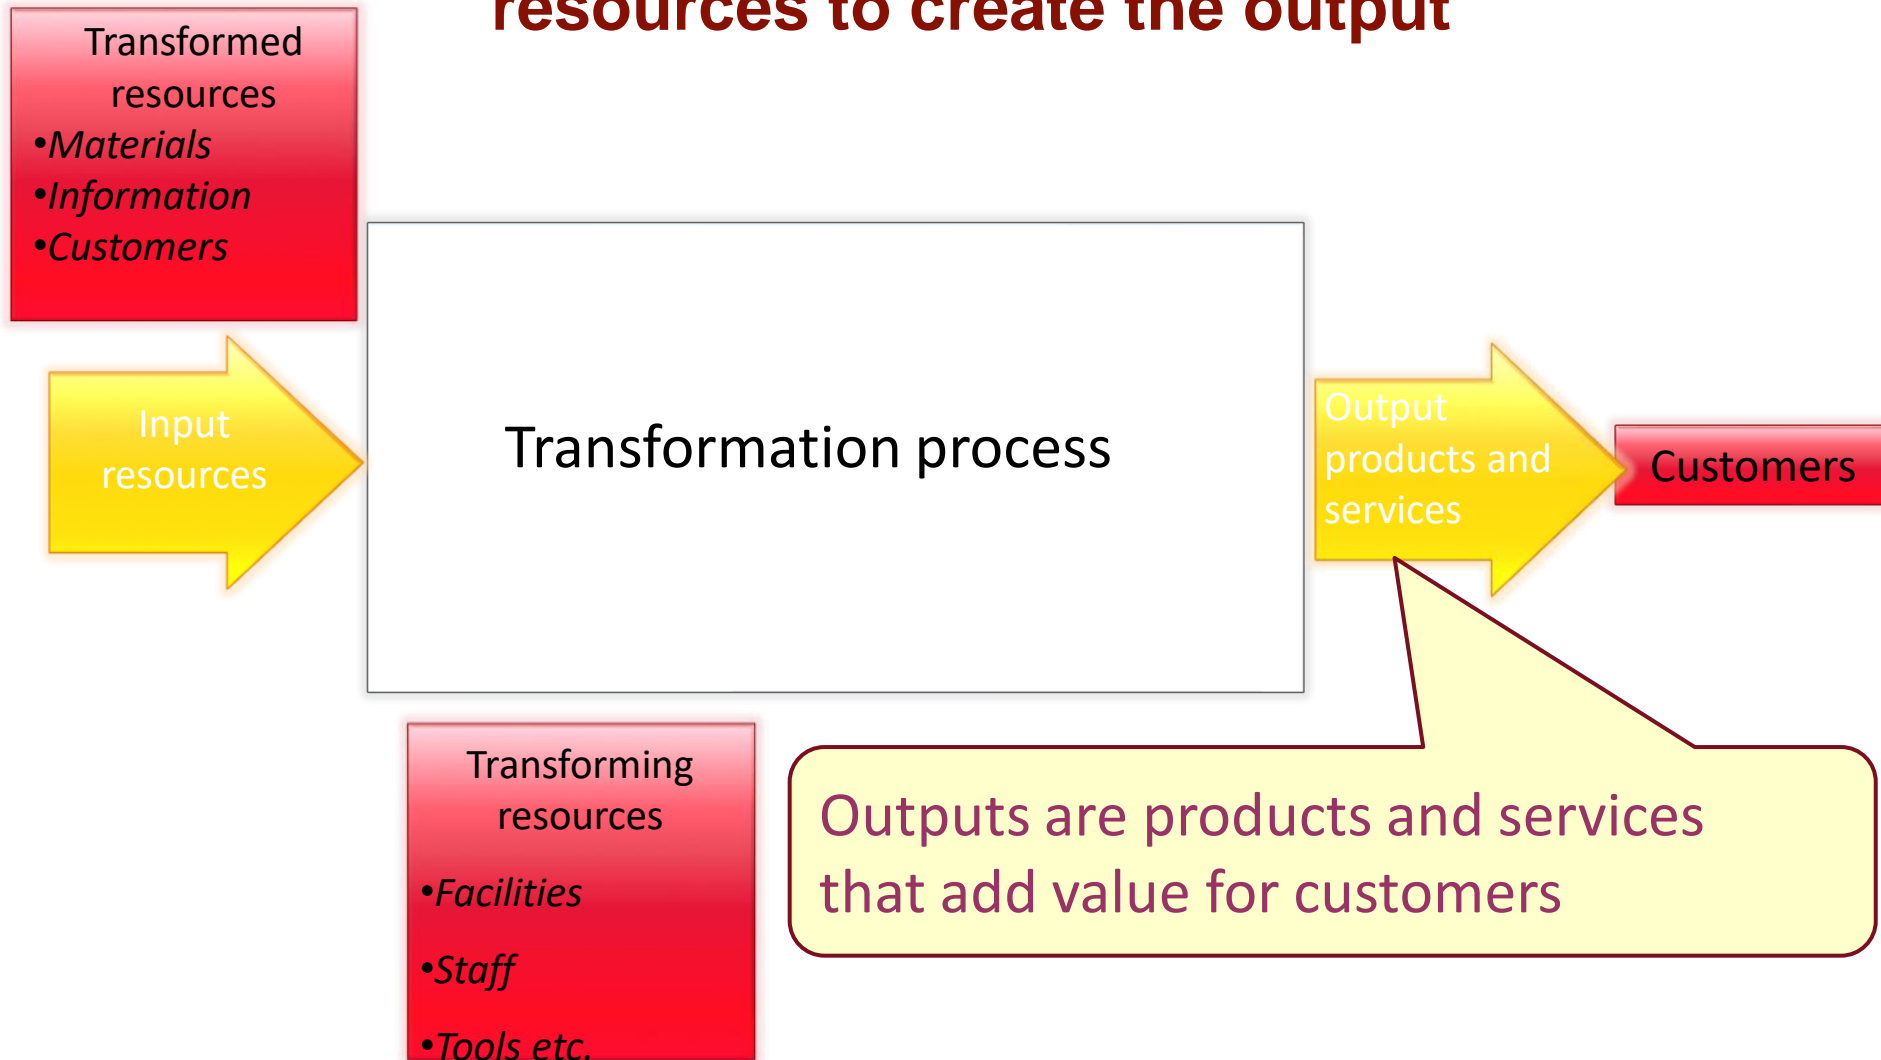 resources to create the output
Transformed
resources
•Materials
•Information
•Customers
Input
resources
Transformation process
Output
products and
services
Customers
Transforming
resources
•Facilities
•Staff
•Tools etc.
Outputs are products and services
that add value for customers